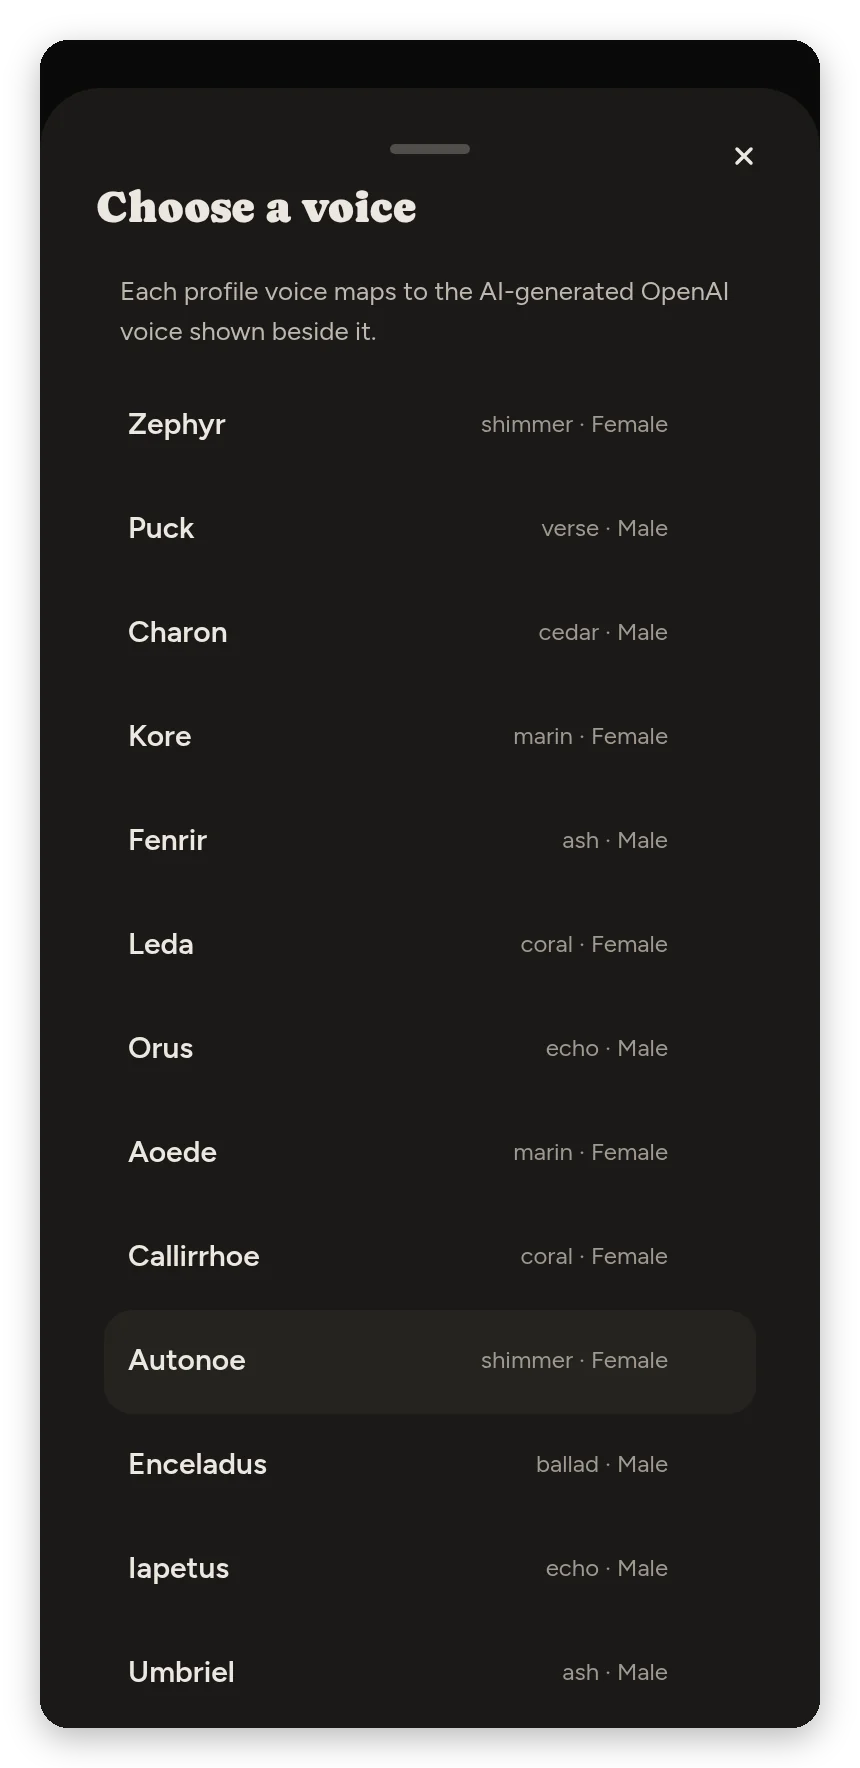 Choose a voice
Each profile voice maps to the AI-generated OpenAI
voice shown beside it.
Zephyr shimmer · Female
Puck verse · Male
Charon cedar · Male
Kore marin · Female
Fenrir ash · Male
Leda coral · Female
Orus echo · Male
Aoede marin · Female
Callirrhoe coral · Female
Autonoe shimmer · Female
Enceladus ballad · Male
Iapetus echo · Male
Umbriel ash · Male